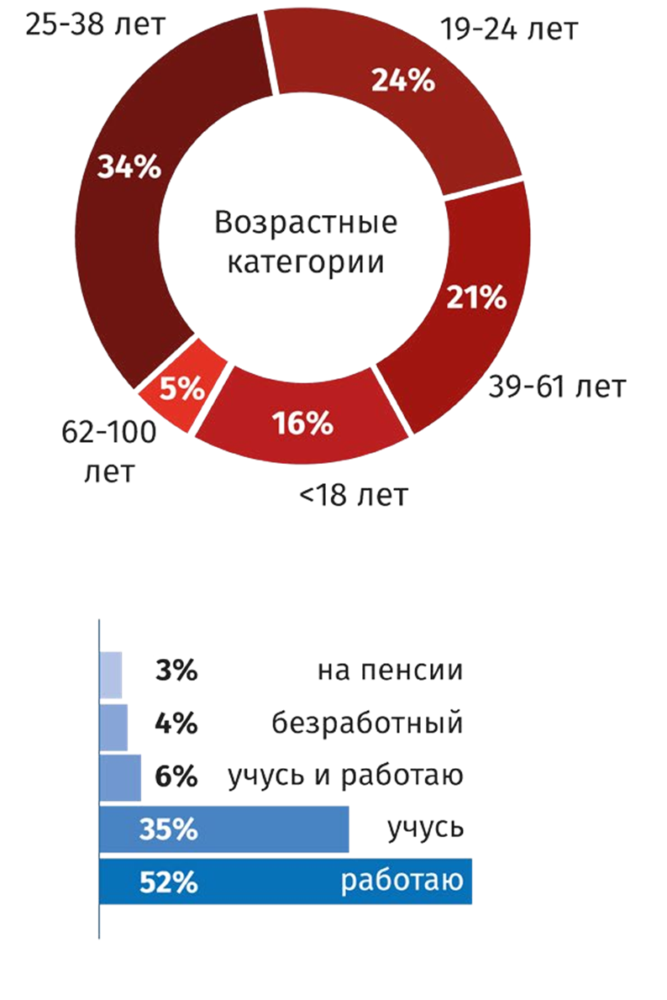 25-38 лет
19-24 лет
24%
34%
Возрастные
категории
21%
39-61 лет
5%
16%
62-100
лет
<18 лет
3% на пенсии
4% безработный
6% учусь и работаю
35% учусь
52% работаю